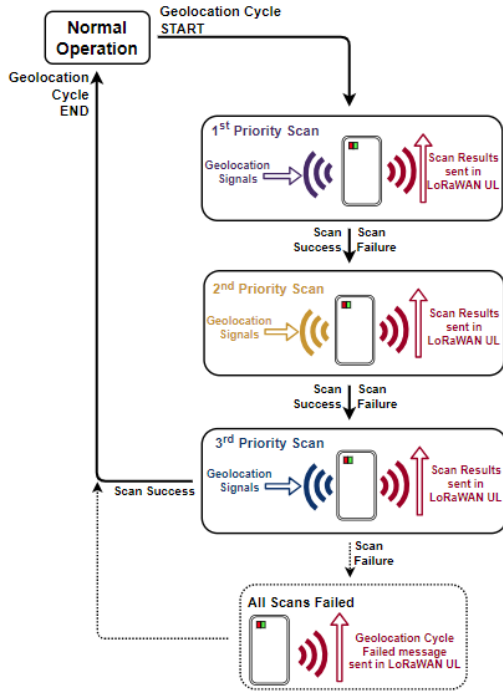 Normal
Operation
Geolocation Cycle
START
Geolocation
Cycle
END
1st Priority Scan
Geolocation
Signals
Scan Results
sent in
LoRaWAN UL
Scan
Success
Scan
Failure
2nd Priority Scan
Geolocation
Signals
Scan Results
sent in
LoRaWAN UL
Scan
Success
Scan
Failure
3rd Priority Scan
Geolocation
Signals
Scan Results
sent in
LoRaWAN UL
Scan Success
Scan
Failure
All Scans Failed
Geolocation Cycle
Failed message
sent in LoRaWAN UL